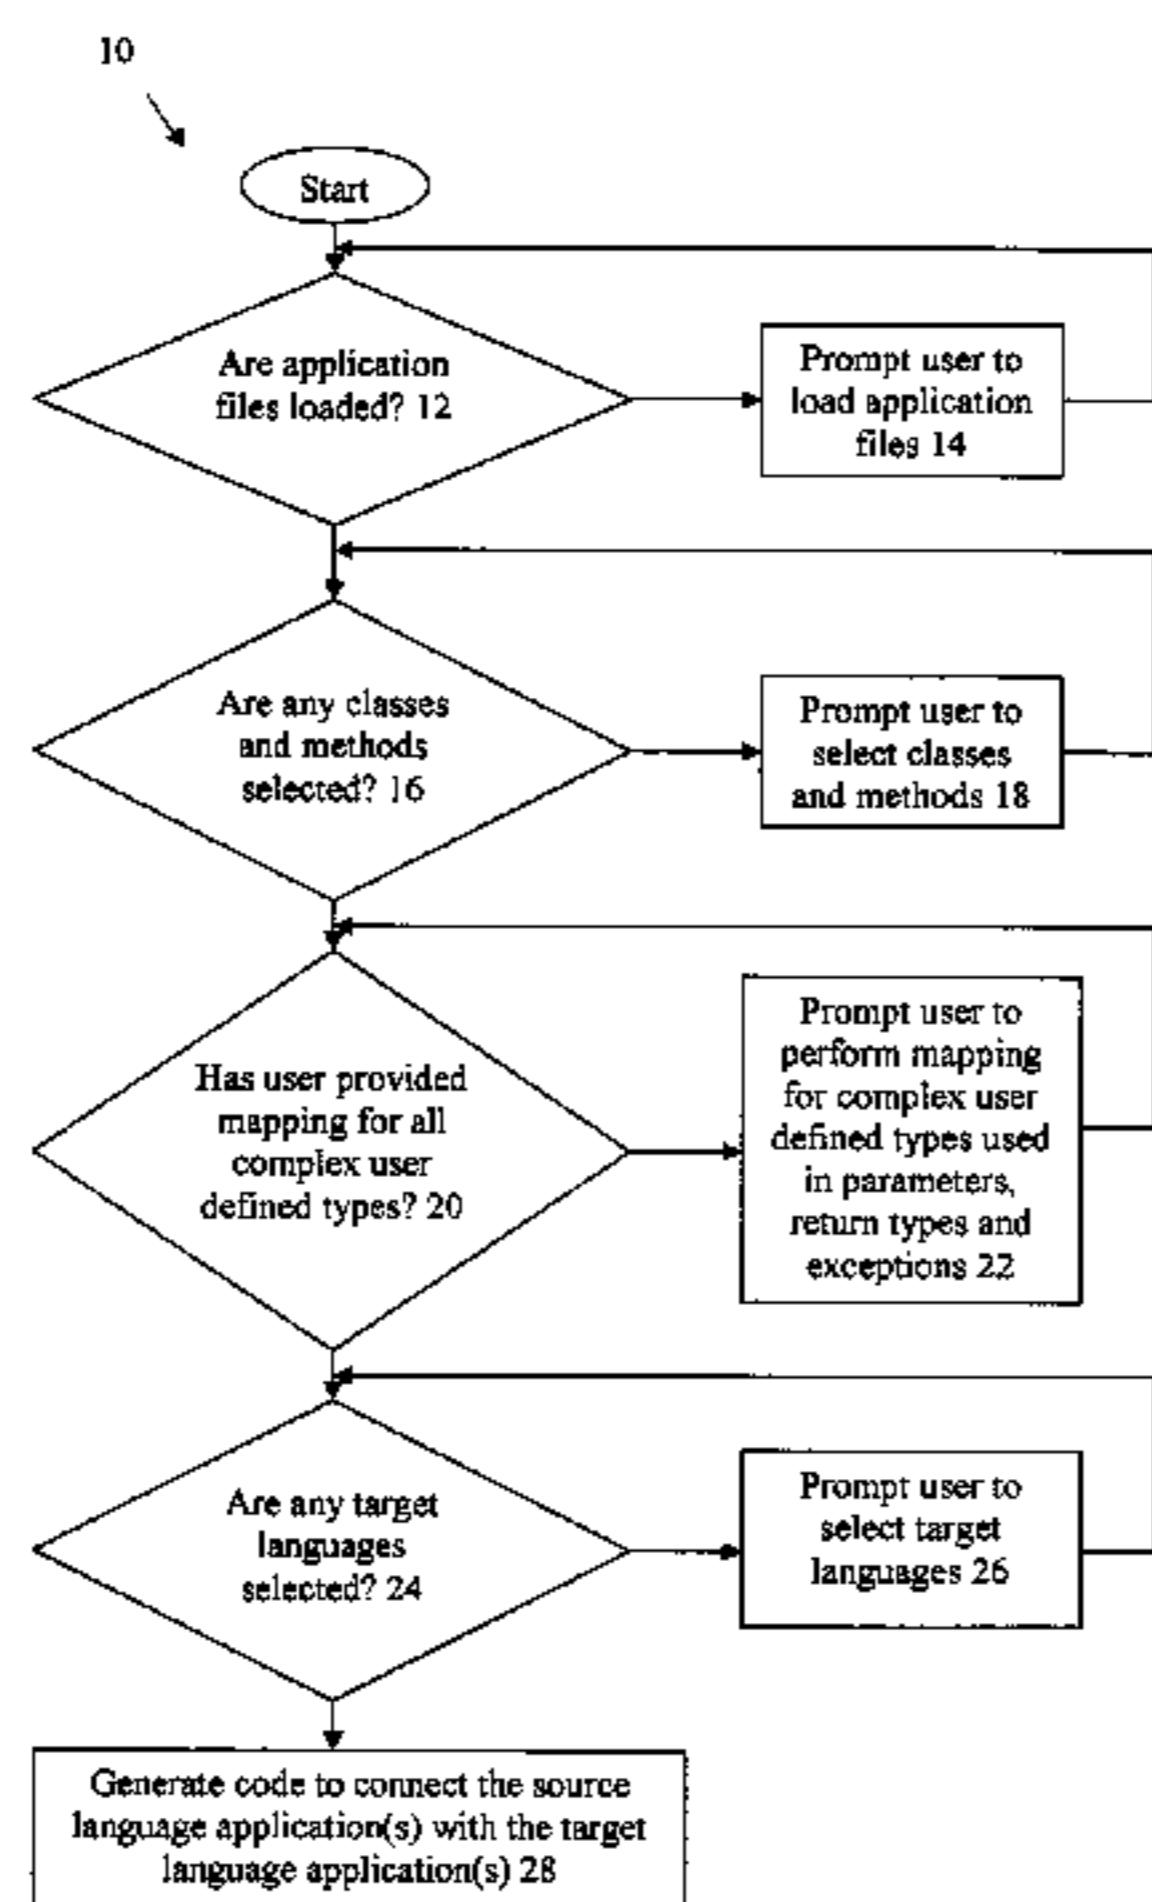 10
Start
Are application
files loaded? 12
Prompt user to
load application
files 14
Are any classes
and methods
selected? 16
Prompt user to
select classes
and methods 18
Has user provided
mapping for all
complex user
defined types? 20
Prompt user to
perform mapping
for complex user
defined types used
in parameters,
return types and
exceptions 22
Are any target
languages
selected? 24
Prompt user to
select target
languages 26
Generate code to connect the source
language application(s) with the target
language application(s) 28